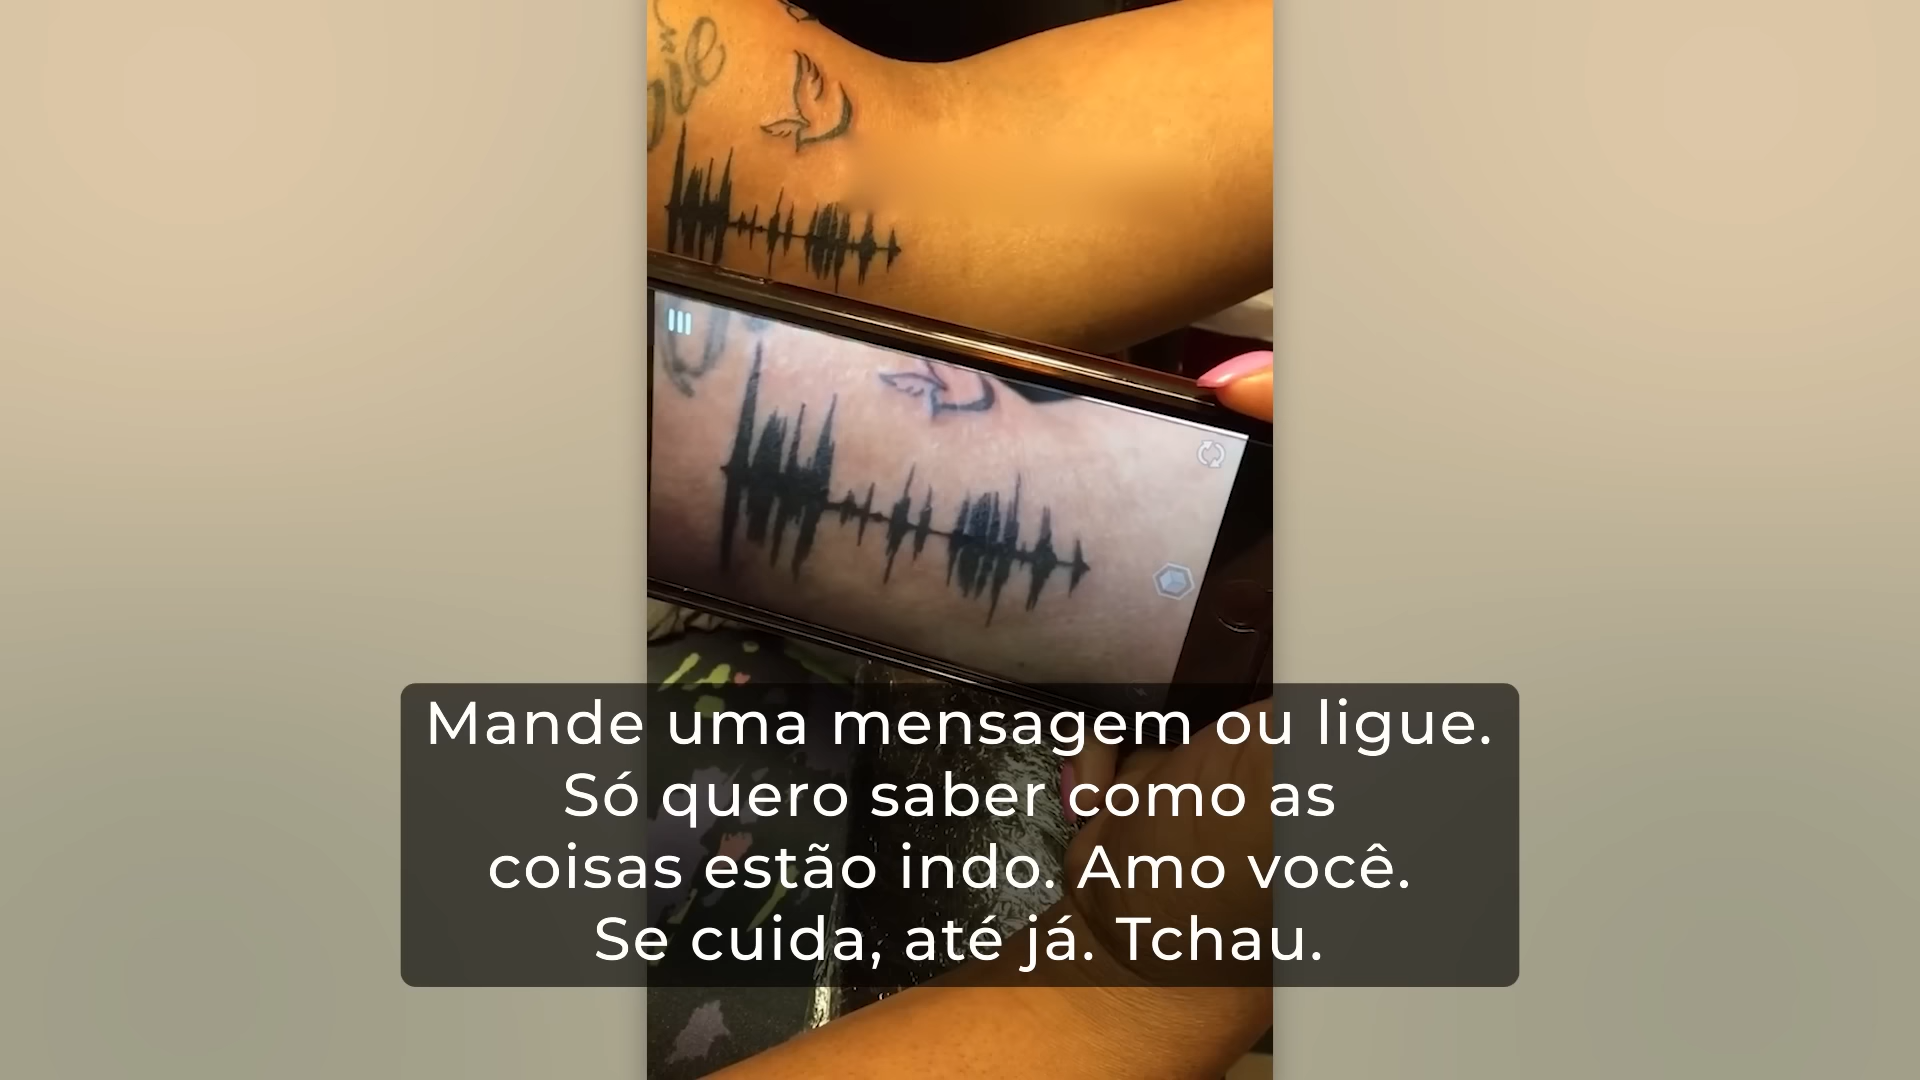 Mande uma mensagem ou ligue.
Só quero saber como as
coisas estão indo. Amo você.
Se cuida, até já. Tchau.